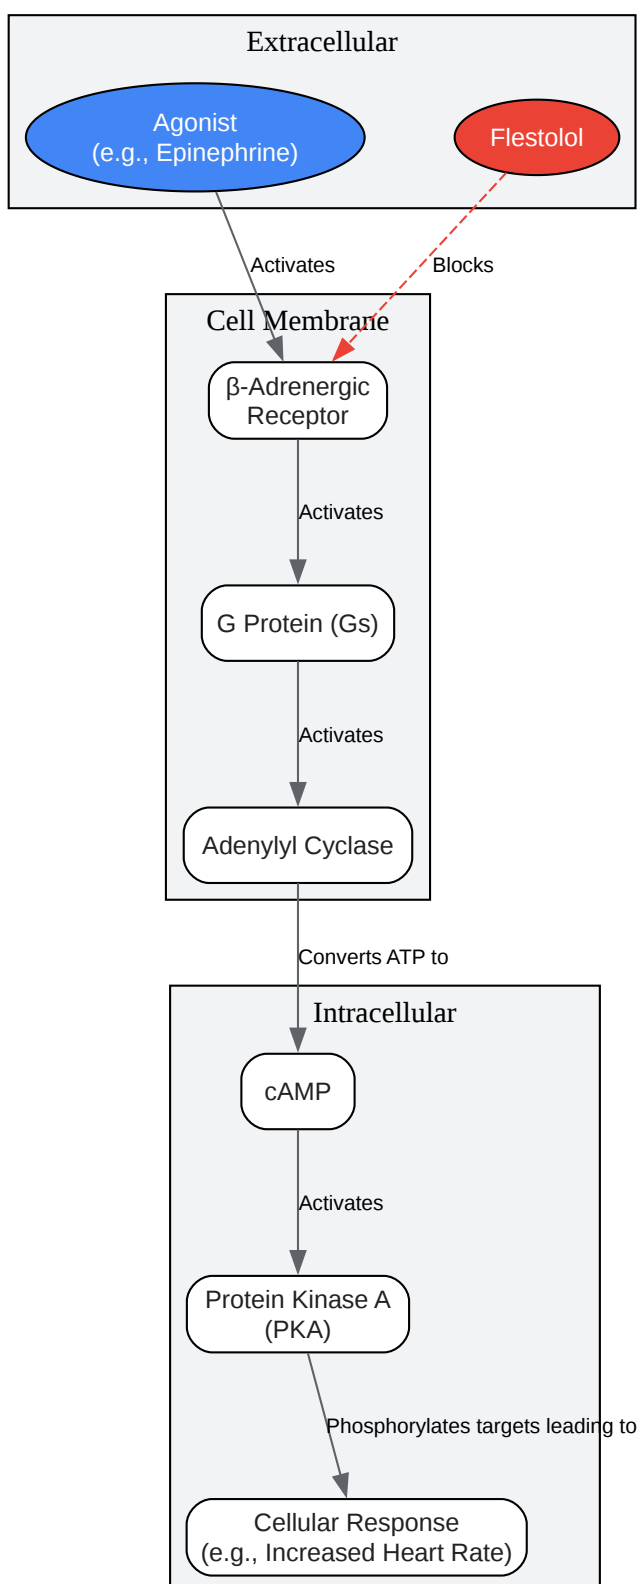 Extracellular
Agonist
(e.g., Epinephrine)
Flestolol
Activates
Blocks
Cell Membrane
β-Adrenergic
Receptor
Activates
G Protein (Gs)
Activates
Adenylyl Cyclase
Converts ATP to
Intracellular
cAMP
Activates
Protein Kinase A
(PKA)
Phosphorylates targets leading to
Cellular Response
(e.g., Increased Heart Rate)